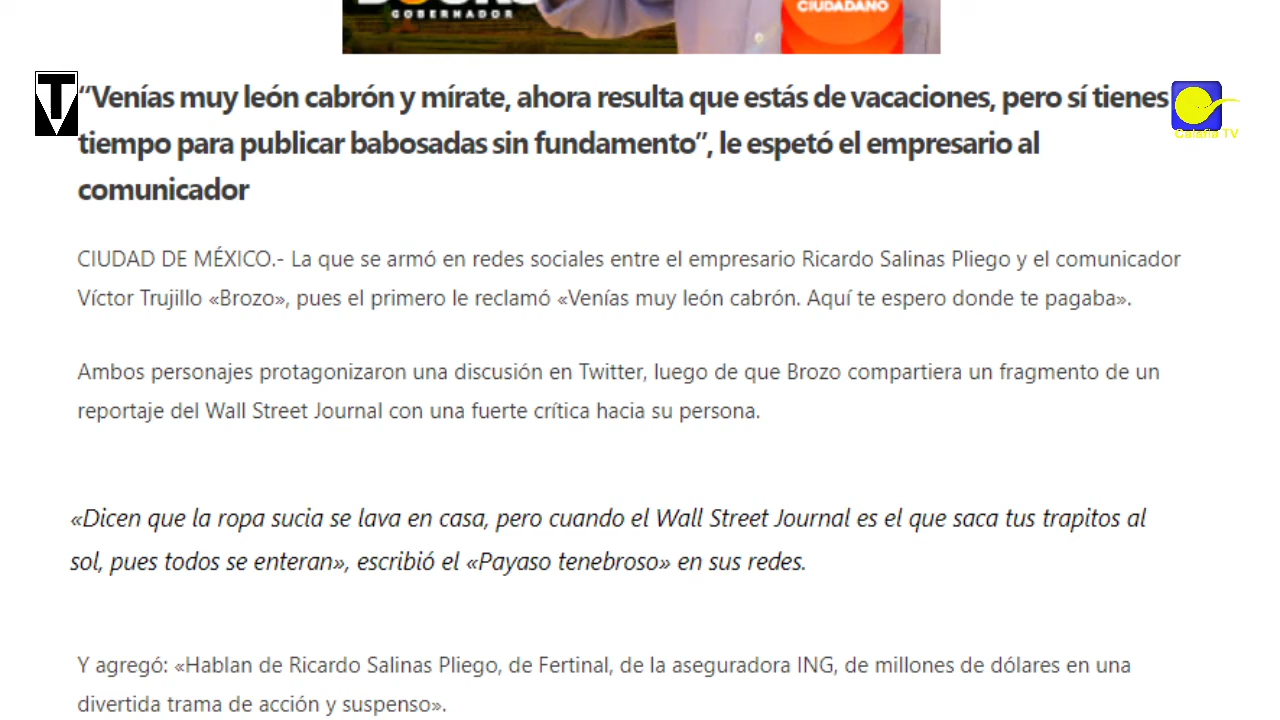 GOBERNADOR
CIUDADANO
“Venías muy león cabrón y mírate, ahora resulta que estás de vacaciones, pero sí tienes
tiempo para publicar babosadas sin fundamento”, le espetó el empresario al
comunicador
TV
Calafia TV
CIUDAD DE MÉXICO.- La que se armó en redes sociales entre el empresario Ricardo Salinas Pliego y el comunicador
Víctor Trujillo «Brozo», pues el primero le reclamó «Venías muy león cabrón. Aquí te espero donde te pagaba».
Ambos personajes protagonizaron una discusión en Twitter, luego de que Brozo compartiera un fragmento de un
reportaje del Wall Street Journal con una fuerte crítica hacia su persona.
«Dicen que la ropa sucia se lava en casa, pero cuando el Wall Street Journal es el que saca tus trapitos al
sol, pues todos se enteran», escribió el «Payaso tenebroso» en sus redes.
Y agregó: «Hablan de Ricardo Salinas Pliego, de Fertinal, de la aseguradora ING, de millones de dólares en una
divertida trama de acción y suspenso».